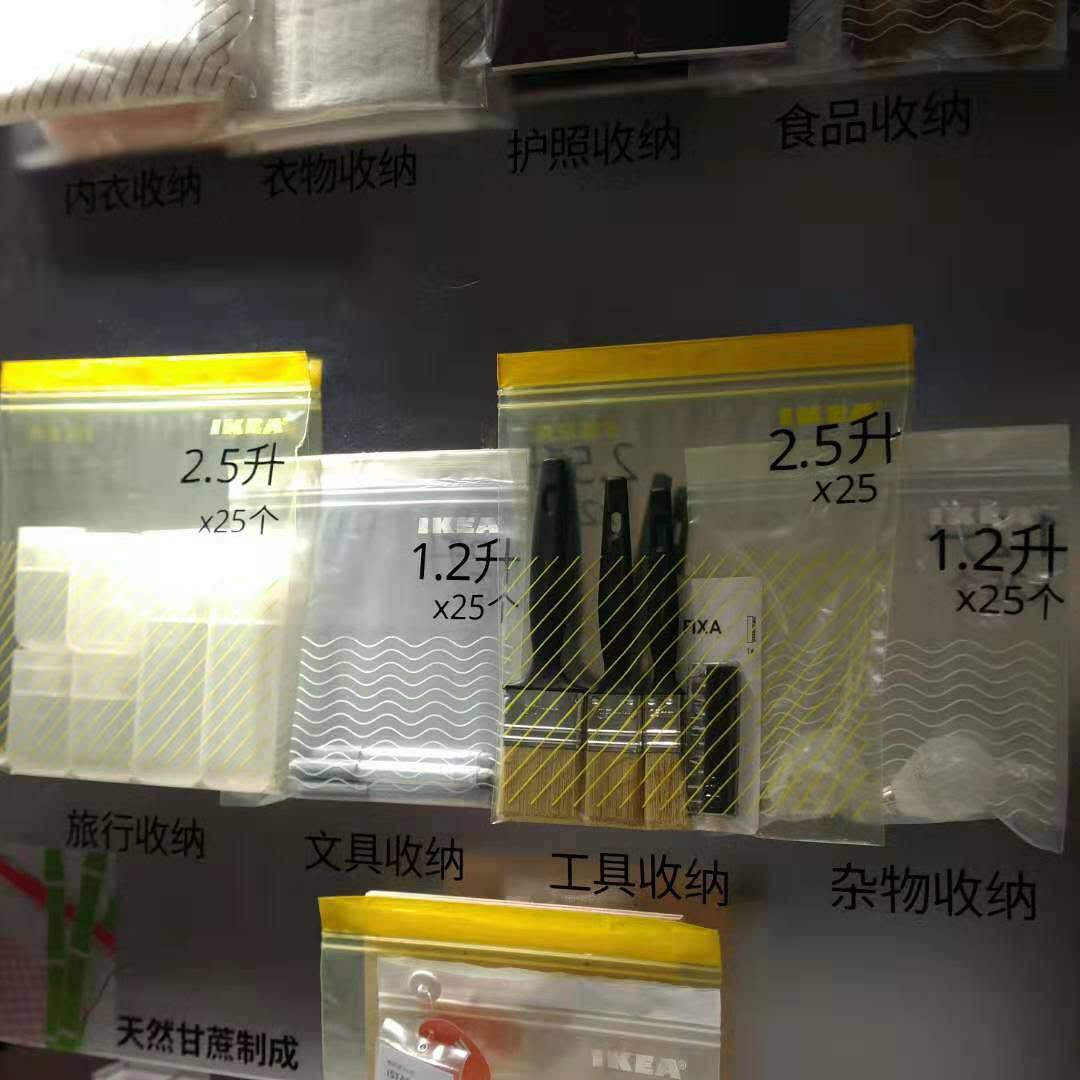 内衣收纳
衣物收纳
护照收纳
食品收纳
IKEA
2.5升
x25个
IKEA
1.2升
x25个
IKEA
2.5升
x25
FIXA
IKEA
1.2升
x25个
旅行收纳
文具收纳
工具收纳
杂物收纳
天然甘蔗制成
IKEA